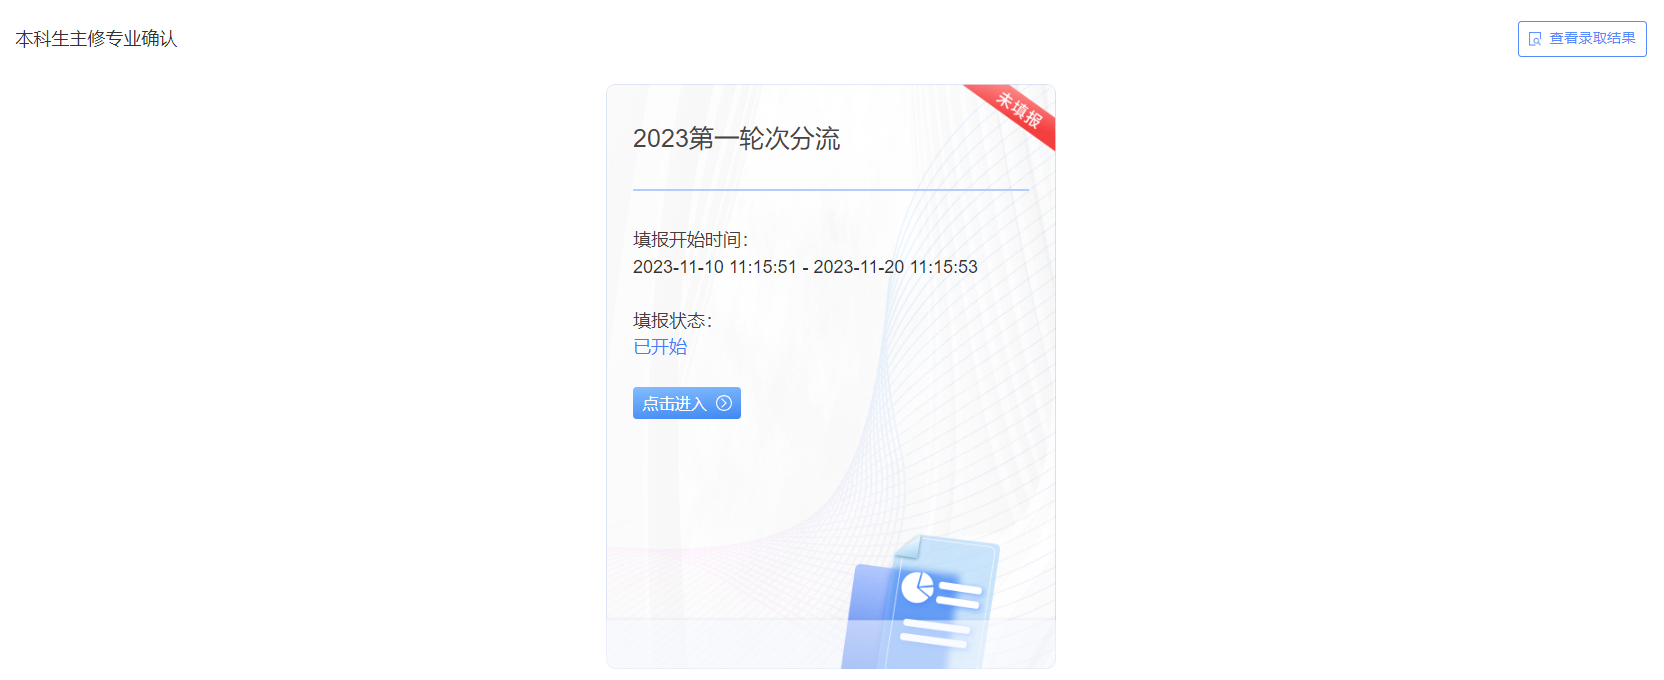 本科生主修专业确认
查看录取结果
未填报
2023第一轮次分流
填报开始时间：
2023-11-10 11:15:51 - 2023-11-20 11:15:53
填报状态：
已开始
点击进入